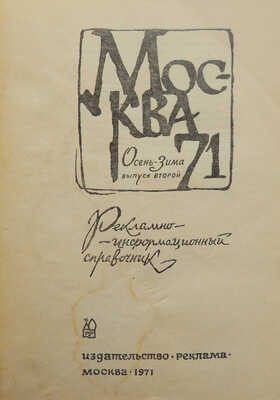 МОС-
КВА
Осень-Зима 71
ВЫПУСК ВТОРОЙ
Рекламно-
-информационный
справочник
ИЗДАТЕЛЬСТВО • РЕКЛАМА •
МОСКВА • 1971